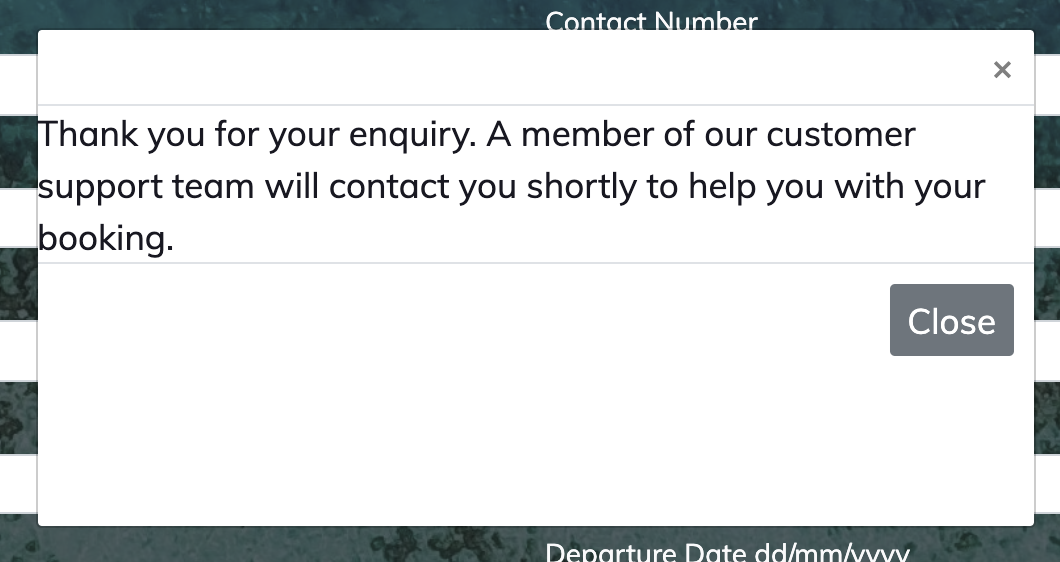 Contact Number
×
Thank you for your enquiry. A member of our customer
support team will contact you shortly to help you with your
booking.
Close
Departure Date dd/mm/yyyy